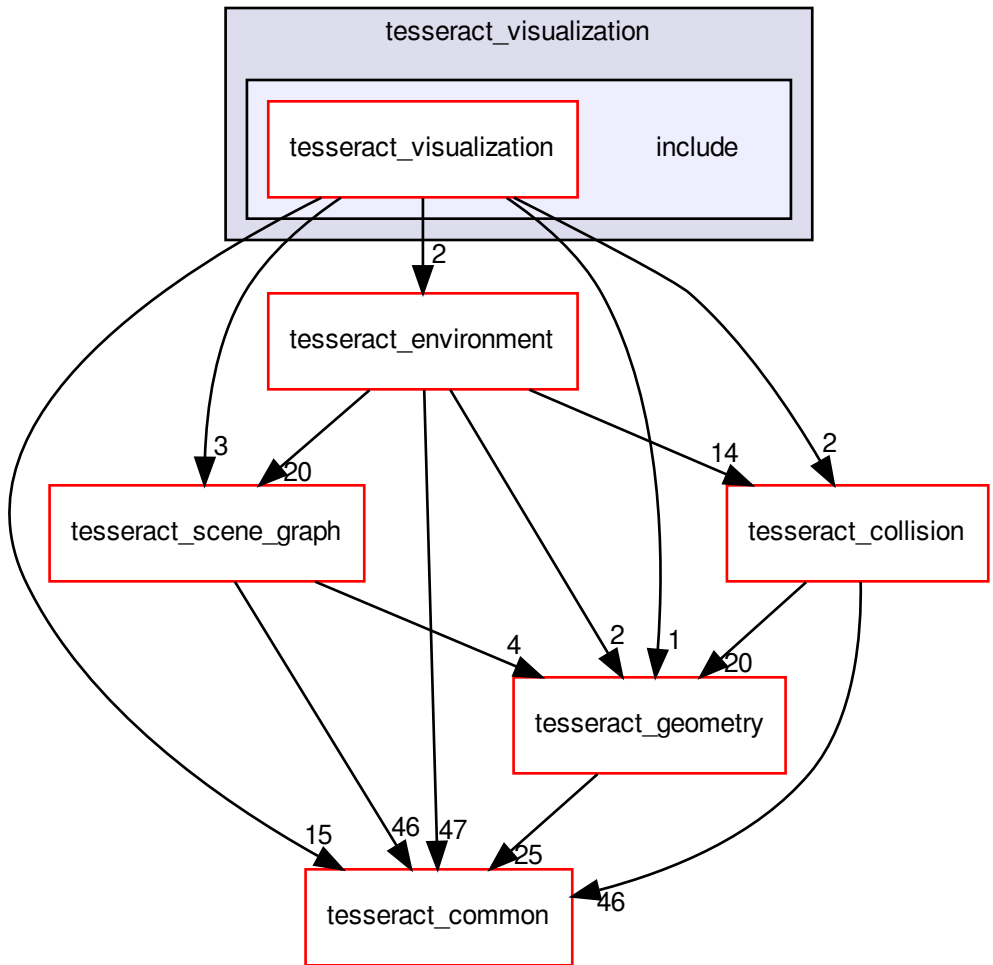 tesseract_visualization
tesseract_visualization
include
2
tesseract_environment
3
20
14
2
tesseract_scene_graph
tesseract_collision
4
2
1
20
tesseract_geometry
15
46
47
25
46
tesseract_common